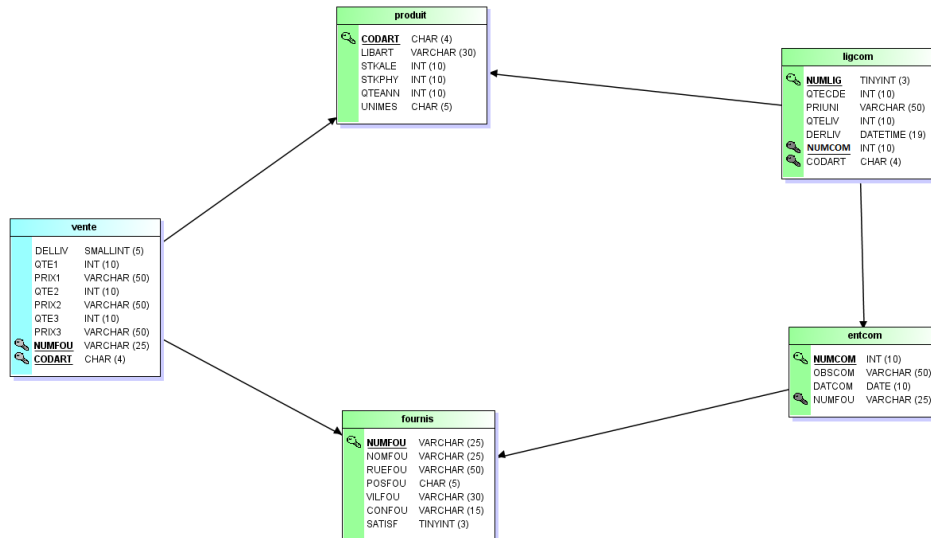 produit
CODART CHAR (4)
LIBART VARCHAR (30)
STKALE INT (10)
STKPHY INT (10)
QTEANN INT (10)
UNIMES CHAR (5)
ligcom
NUMLIG TINYINT (3)
QTECDE INT (10)
PRIUNI VARCHAR (50)
QTELIV INT (10)
DERLIV DATETIME (19)
NUMCOM INT (10)
CODART CHAR (4)
vente
DELLIV SMALLINT (5)
QTE1 INT (10)
PRIX1 VARCHAR (50)
QTE2 INT (10)
PRIX2 VARCHAR (50)
QTE3 INT (10)
PRIX3 VARCHAR (50)
NUMFOU VARCHAR (25)
CODART CHAR (4)
entcom
NUMCOM INT (10)
OBSCOM VARCHAR (50)
DATCOM DATE (10)
NUMFOU VARCHAR (25)
fournis
NUMFOU VARCHAR (25)
NOMFOU VARCHAR (25)
RUEFOU VARCHAR (50)
POSFOU CHAR (5)
VILFOU VARCHAR (30)
CONFOU VARCHAR (15)
SATISF TINYINT (3)